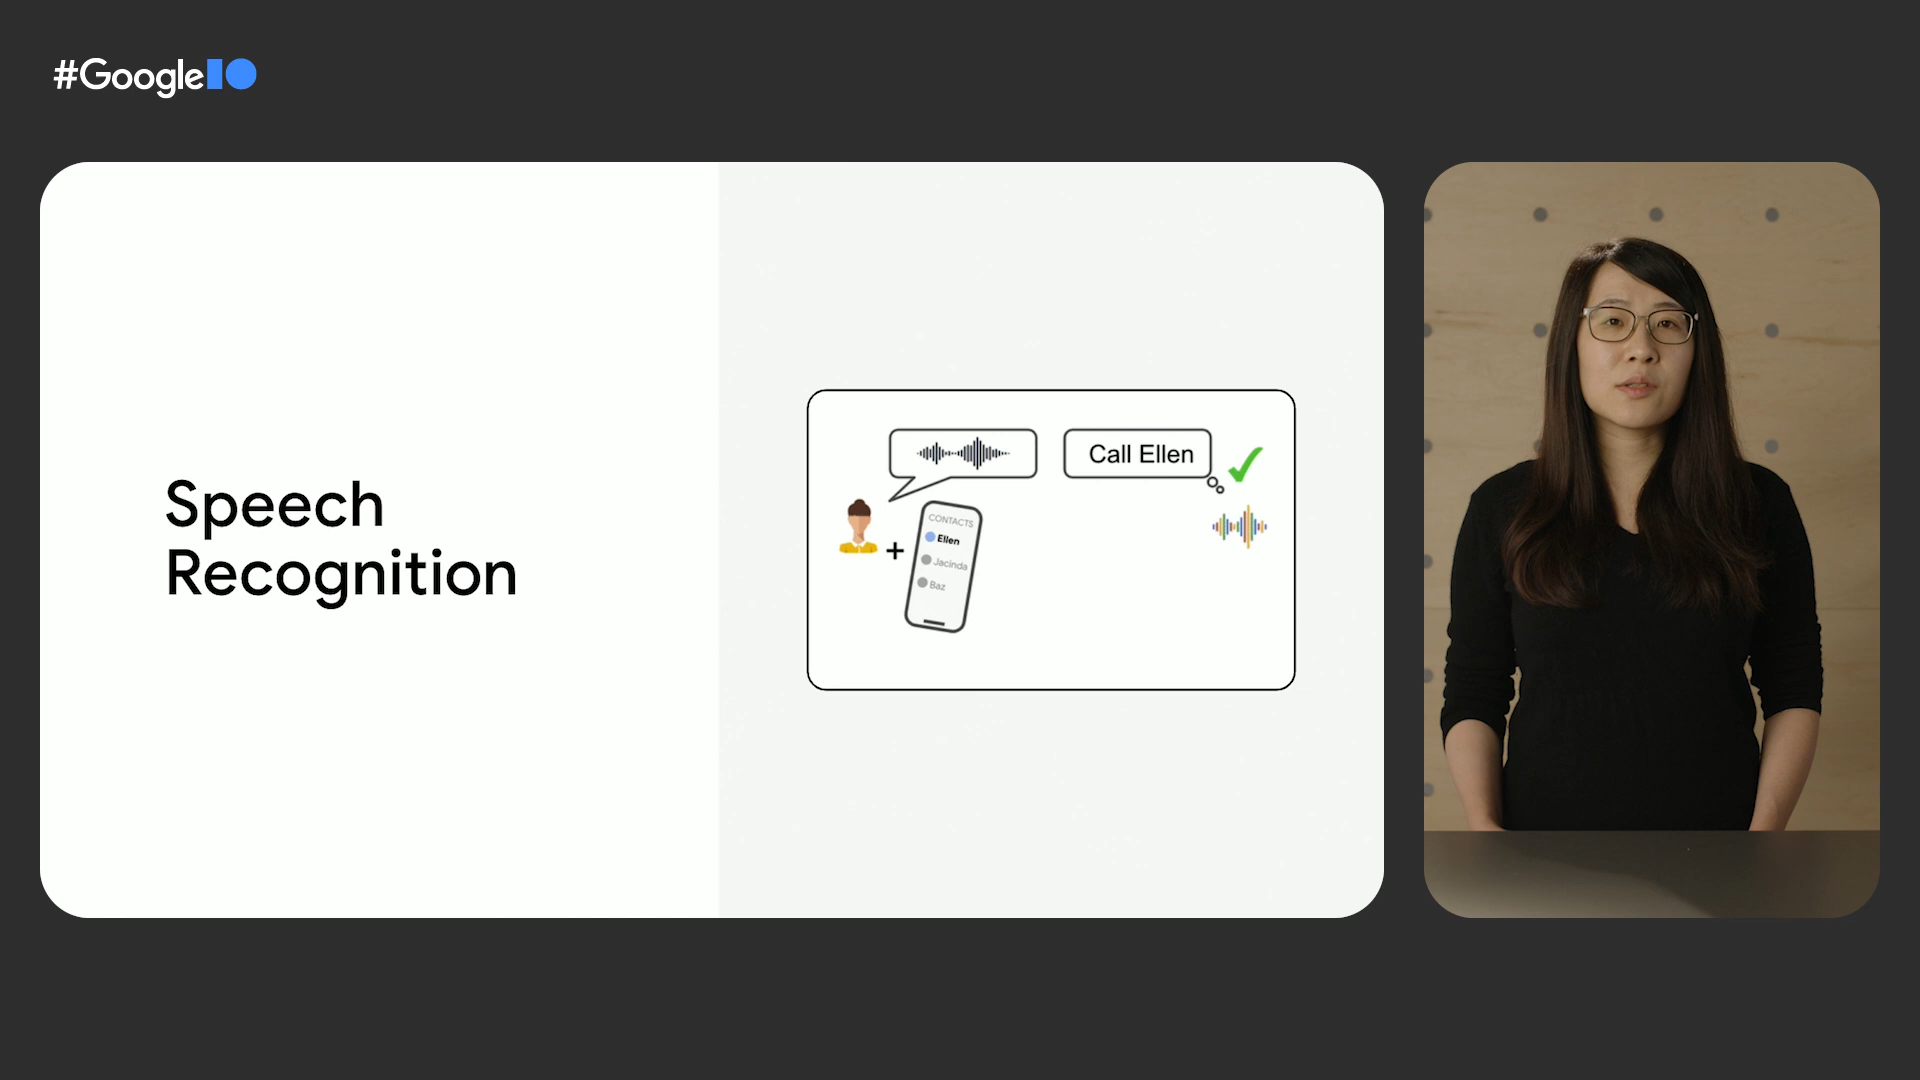 #GoogleIO
Speech
Recognition
Call Ellen
CONTACTS
Ellen
Jacinda
Baz